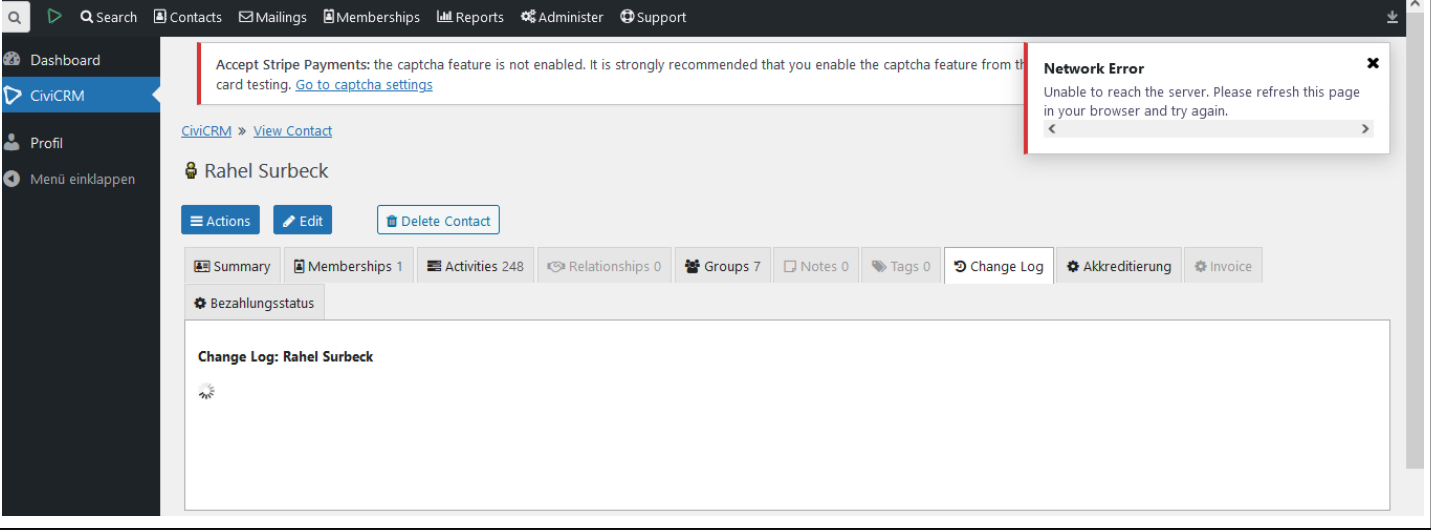 Search Contacts Mailings Memberships Reports Administer Support
Dashboard
CiviCRM
Profil
Menü einklappen
Accept Stripe Payments: the captcha feature is not enabled. It is strongly recommended that you enable the captcha feature from
card testing. Go to captcha settings
Network Error
Unable to reach the server. Please refresh this page
in your browser and try again.
CiviCRM » View Contact
Rahel Surbeck
Actions Edit Delete Contact
Summary Memberships 1 Activities 248 Relationships 0 Groups 7 Notes 0 Tags 0 Change Log Akkreditierung Invoice
Bezahlungsstatus
Change Log: Rahel Surbeck